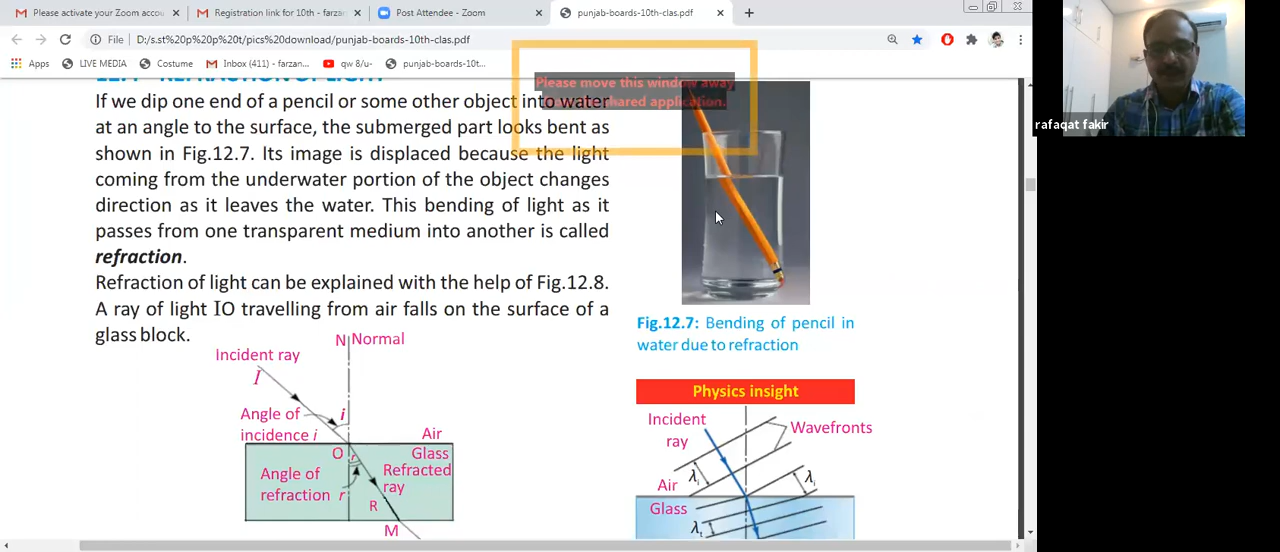 Please activate your Zoom accou
Registration link for 10th - farzan
Post Attendee - Zoom
punjab-boards-10th-clas.pdf
File
D:/s.st%20p%20p%20t/pics%20download/punjab-boards-10th-clas.pdf
Apps
LIVE MEDIA
Costume
Inbox (411) - farzan...
qw 8/u-
punjab-boards-10t...
Please move this window away
shared application.
If we dip one end of a pencil or some other object into water
at an angle to the surface, the submerged part looks bent as
shown in Fig.12.7. Its image is displaced because the light
coming from the underwater portion of the object changes
direction as it leaves the water. This bending of light as it
passes from one transparent medium into another is called
refraction.
Refraction of light can be explained with the help of Fig.12.8.
A ray of light IO travelling from air falls on the surface of a
glass block.
N Normal
Incident ray
I
Angle of
incidence i
i
Air
O
r
Glass
Angle of
refraction r
Refracted
ray
R
M
Fig.12.7: Bending of pencil in
water due to refraction
Physics insight
Incident
ray
Wavefronts
λi
λi
Air
Glass
λt
rafaqat fakir